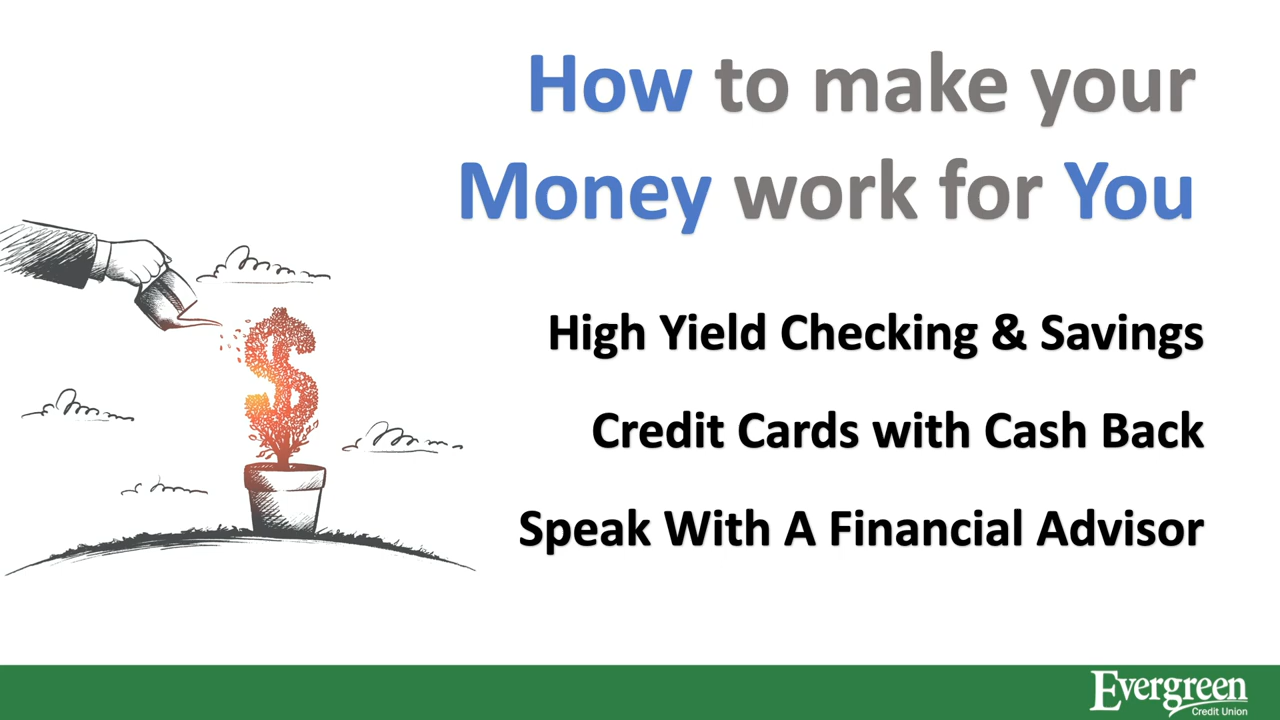 How to make your
Money work for You
High Yield Checking & Savings
Credit Cards with Cash Back
Speak With A Financial Advisor
Evergreen
Credit Union